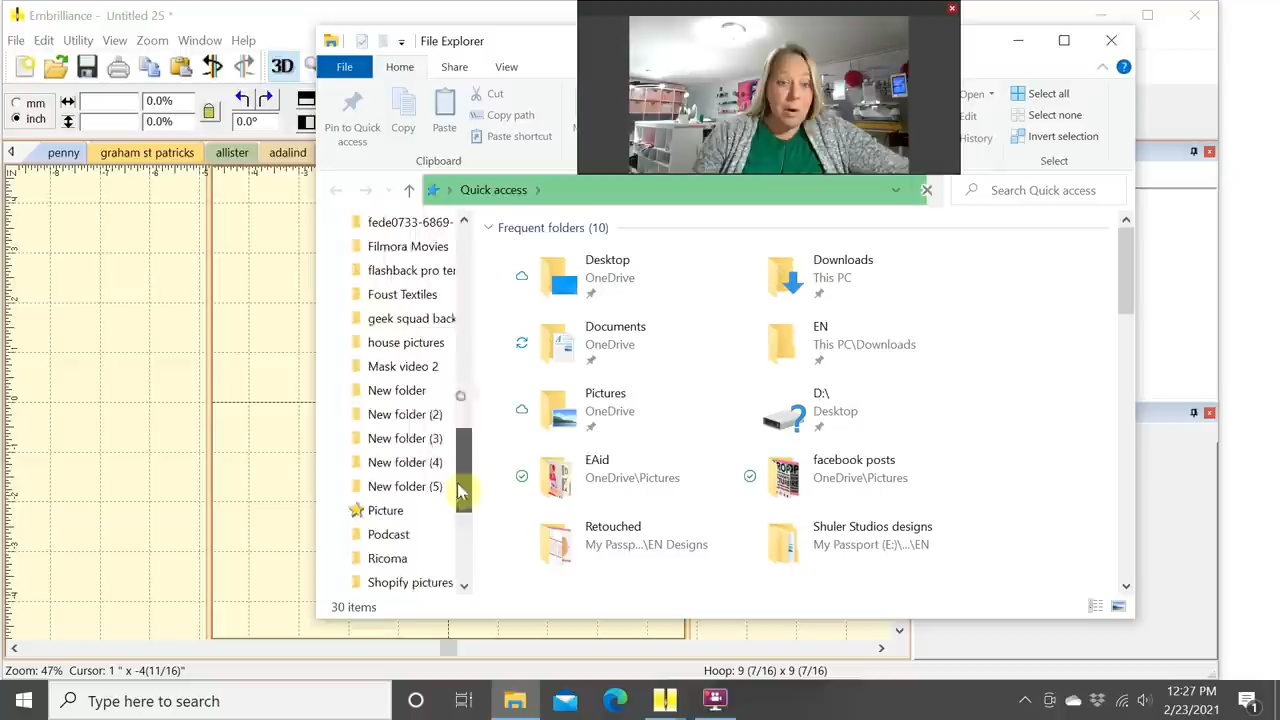 Embrilliance - Untitled 25 *
File Edit Utility View Zoom Window Help
3D
mm
inch
0.0%
0.0%
0.0°
penny graham st patricks allister adalind
File Explorer
File Home Share View
Pin to Quick access
Copy
Paste
Cut
Copy path
Paste shortcut
Clipboard
Open
History
Select all
Select none
Invert selection
Select
Quick access
Search Quick access
fede0733-6869-
Filmora Movies
flashback pro ter
Foust Textiles
geek squad back
house pictures
Mask video 2
New folder
New folder (2)
New folder (3)
New folder (4)
New folder (5)
Picture
Podcast
Ricoma
Shopify pictures
Frequent folders (10)
Desktop
OneDrive
Downloads
This PC
Documents
OneDrive
EN
This PC\Downloads
Pictures
OneDrive
D:\
Desktop
EAid
OneDrive\Pictures
facebook posts
OneDrive\Pictures
Retouched
My Passp...\EN Designs
Shuler Studios designs
My Passport (E:)\...\EN
30 items
Zoom: 47% Cursor: 1 " x -4(11/16)"
Hoop: 9 (7/16) x 9 (7/16)
Type here to search
12:27 PM
2/23/2021
1